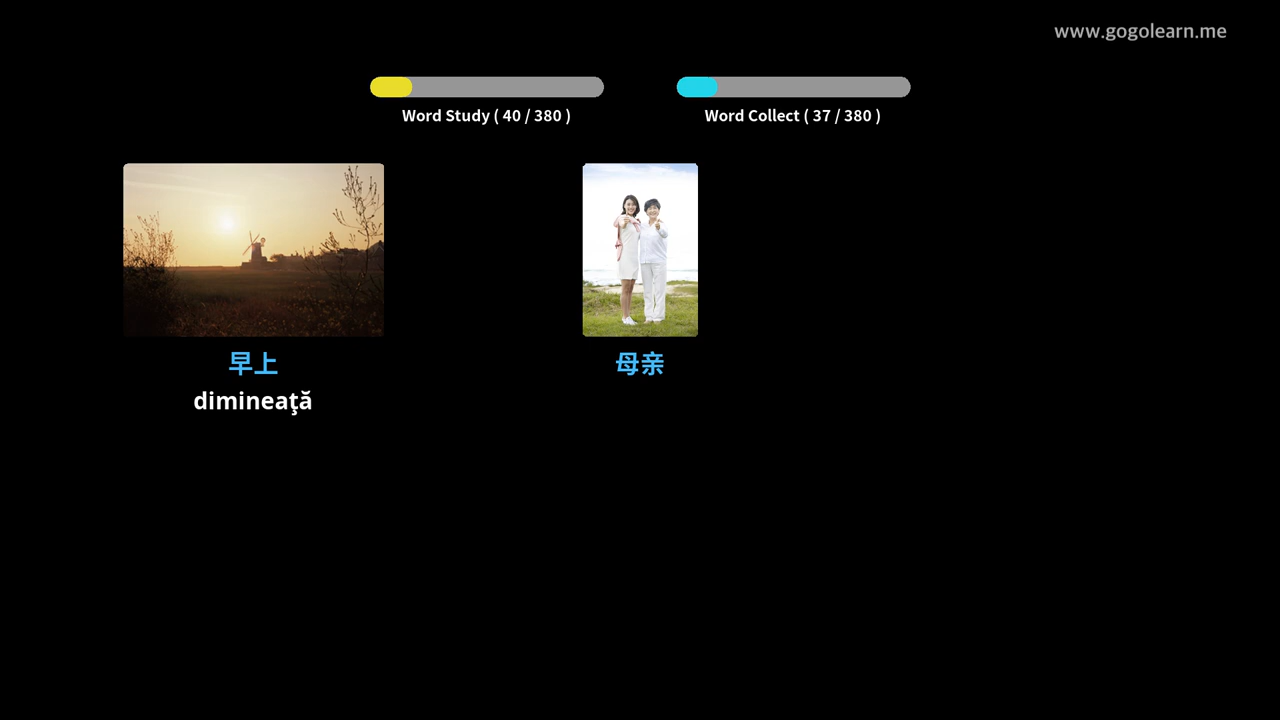 www.gogolearn.me
Word Study ( 40 / 380 )
Word Collect ( 37 / 380 )
早上
dimineaţă
母亲